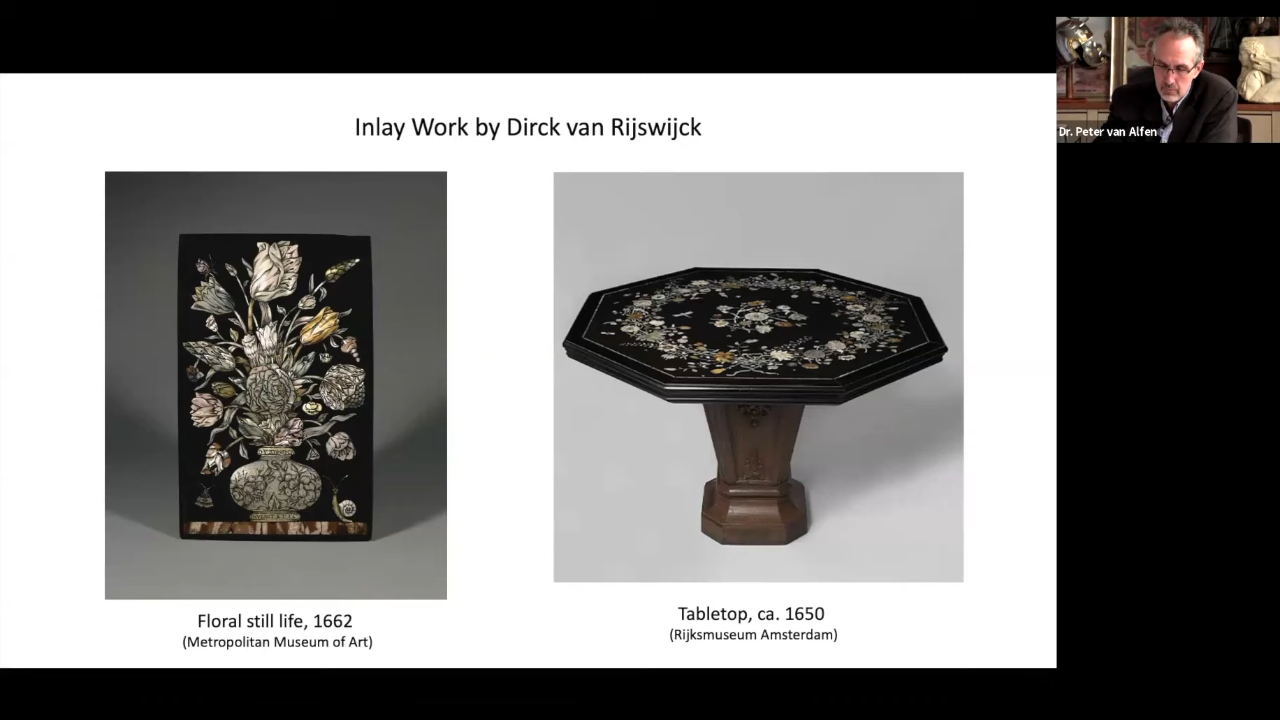 Inlay Work by Dirck van Rijswijck
Dr. Peter van Alfen
Floral still life, 1662
(Metropolitan Museum of Art)
Tabletop, ca. 1650
(Rijksmuseum Amsterdam)